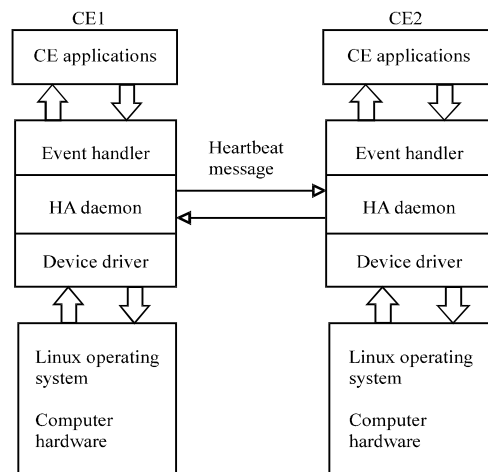 CE1
CE applications
Event handler
HA daemon
Device driver
Linux operating
system
Computer
hardware
Heartbeat
message
CE2
CE applications
Event handler
HA daemon
Device driver
Linux operating
system
Computer
hardware